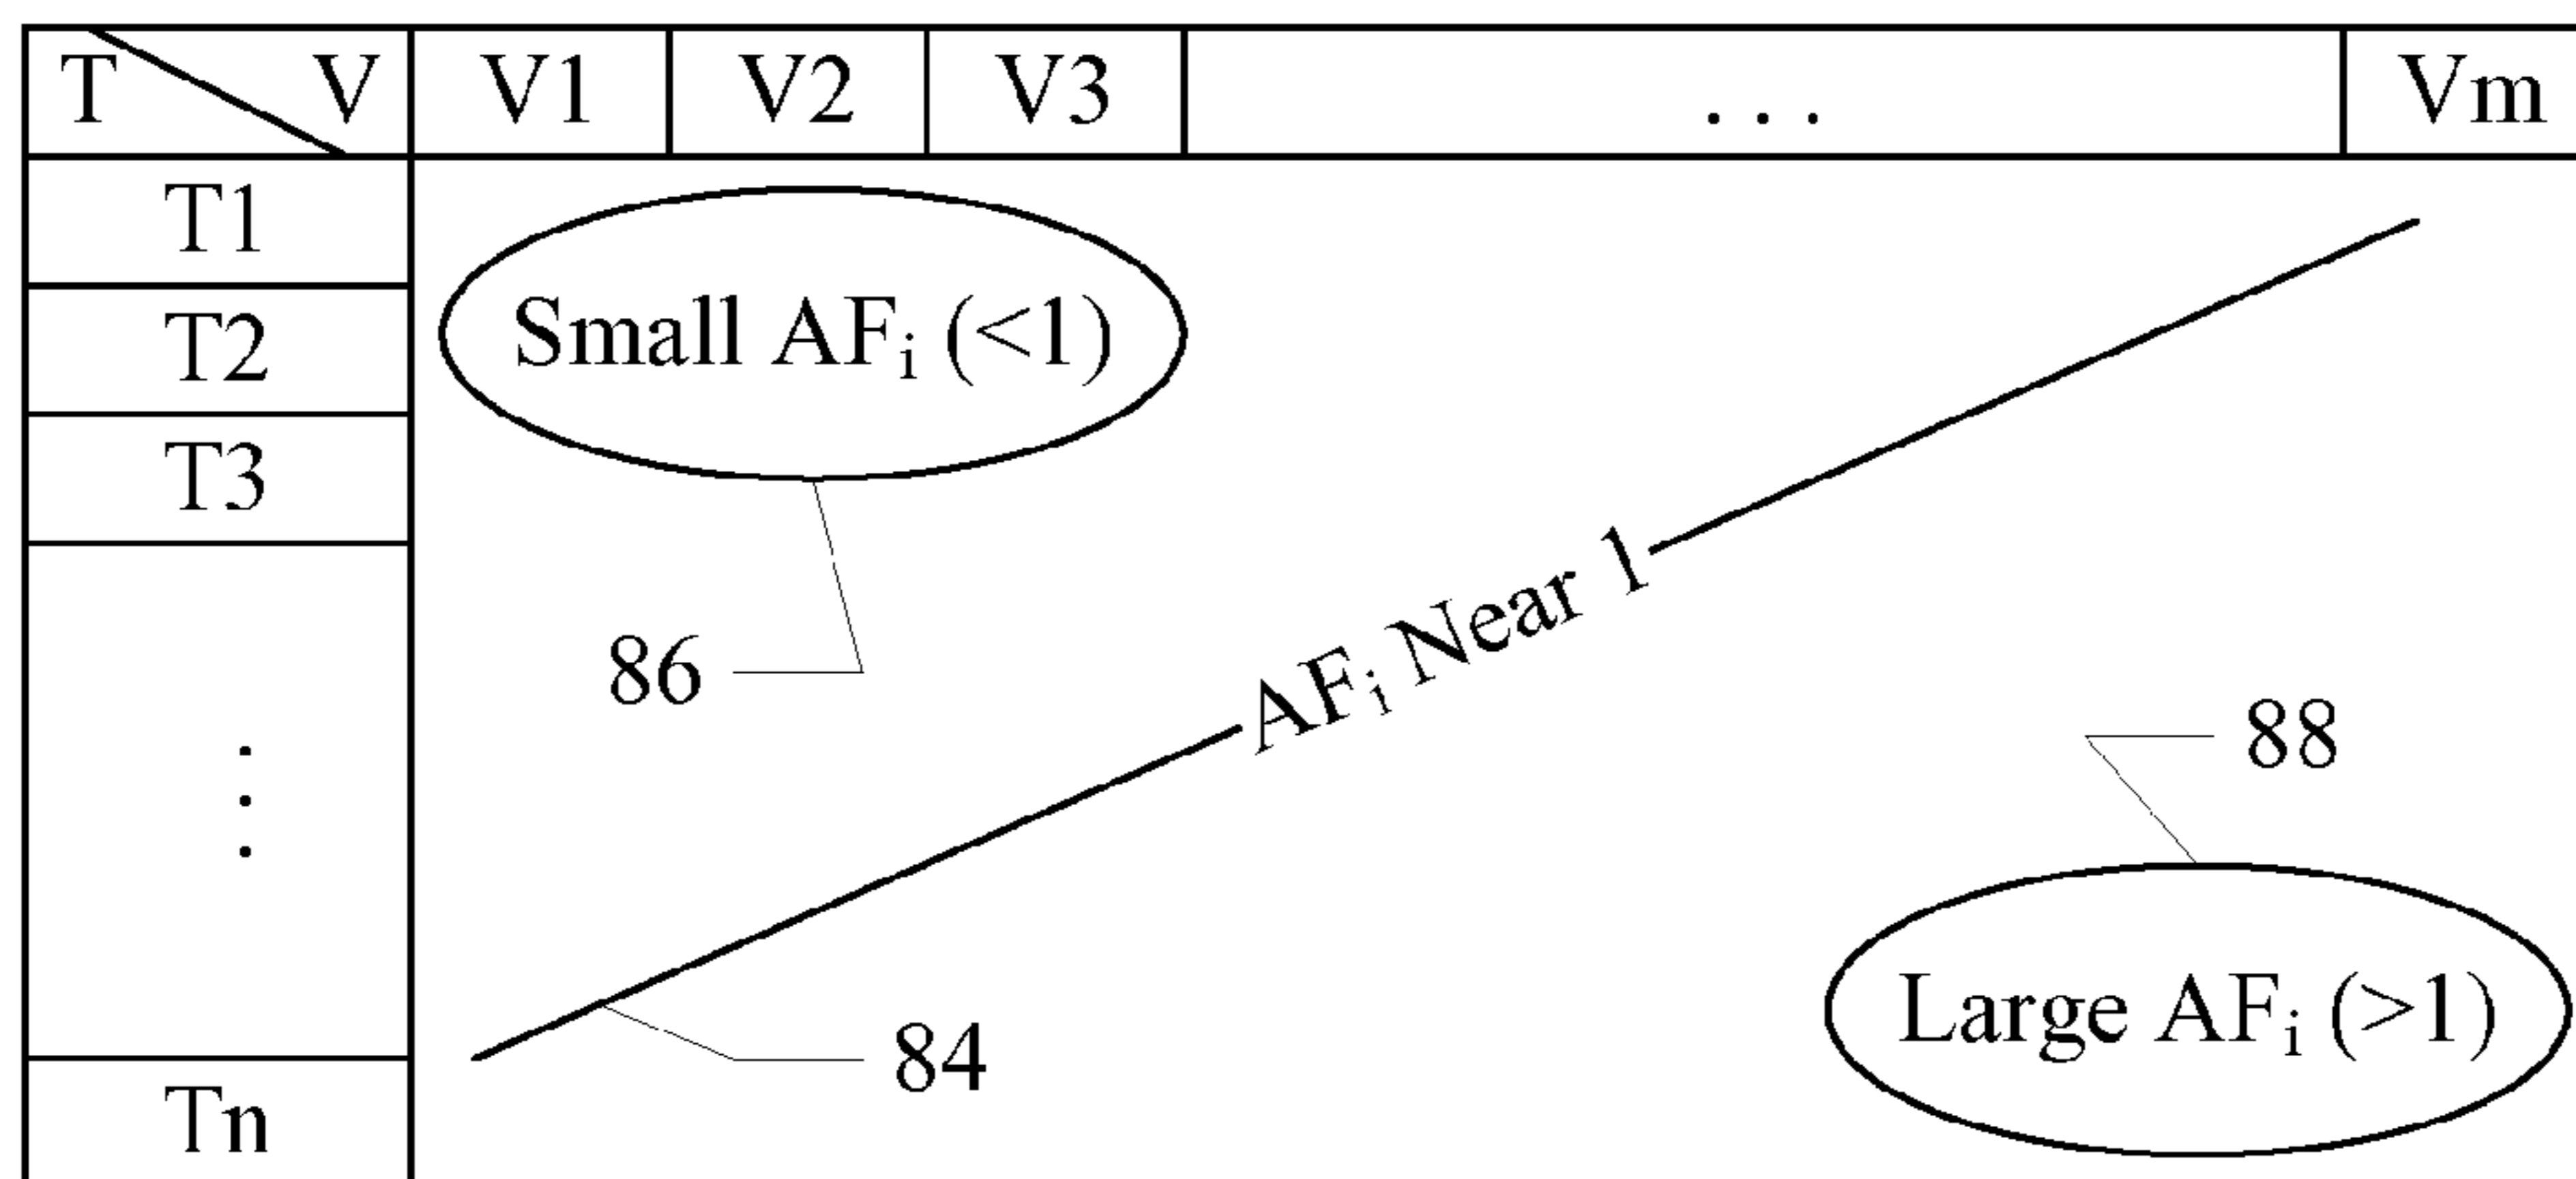 T V V1 V2 V3 ... Vm
T1
Small AFᵢ (<1)
T2
T3
AFᵢ Near 1
86
88
⋮
Large AFᵢ (>1)
84
Tn